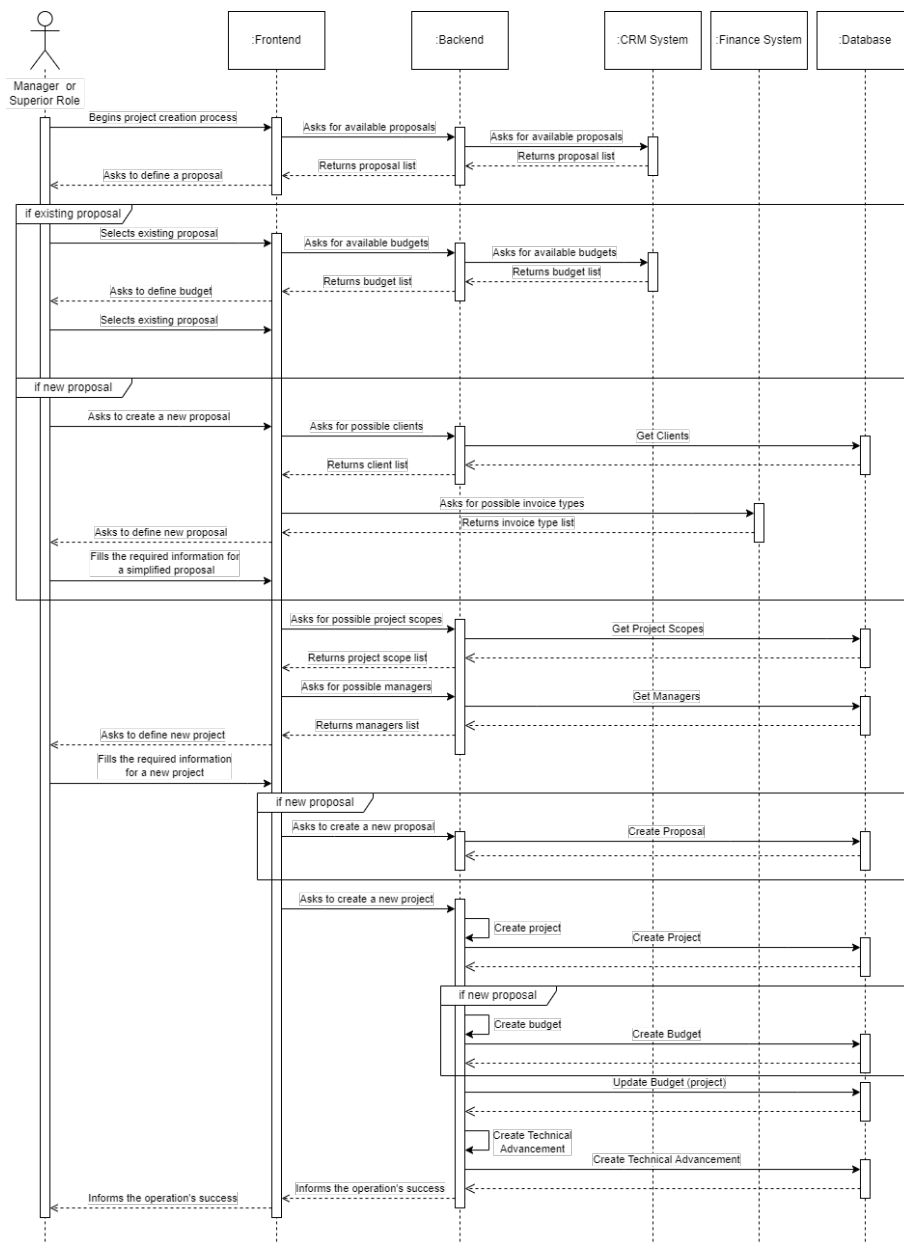 :Frontend
:Backend
:CRM System
:Finance System
:Database
Manager or
Superior Role
Begins project creation process
Asks for available proposals
Asks for available proposals
Returns proposal list
Returns proposal list
Asks to define a proposal
if existing proposal
Selects existing proposal
Asks for available budgets
Asks for available budgets
Returns budget list
Returns budget list
Asks to define budget
Selects existing proposal
if new proposal
Asks to create a new proposal
Asks for possible clients
Get Clients
Returns client list
Asks for possible invoice types
Returns invoice type list
Asks to define new proposal
Fills the required information for
a simplified proposal
Asks for possible project scopes
Get Project Scopes
Returns project scope list
Asks for possible managers
Get Managers
Returns managers list
Asks to define new project
Fills the required information
for a new project
if new proposal
Asks to create a new proposal
Create Proposal
Asks to create a new project
Create project
Create Project
if new proposal
Create budget
Create Budget
Update Budget (project)
Create Technical
Advancement
Create Technical Advancement
Informs the operation's success
Informs the operation's success